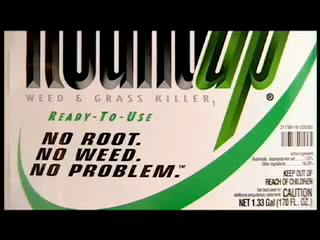 Roundup®
WEED & GRASS KILLER1
READY-TO-USE
NO ROOT.
NO WEED.
NO PROBLEM.™
KEEP OUT OF
REACH OF CHILDREN
CAUTION
NET 1.33 Gal (170 FL. OZ.)